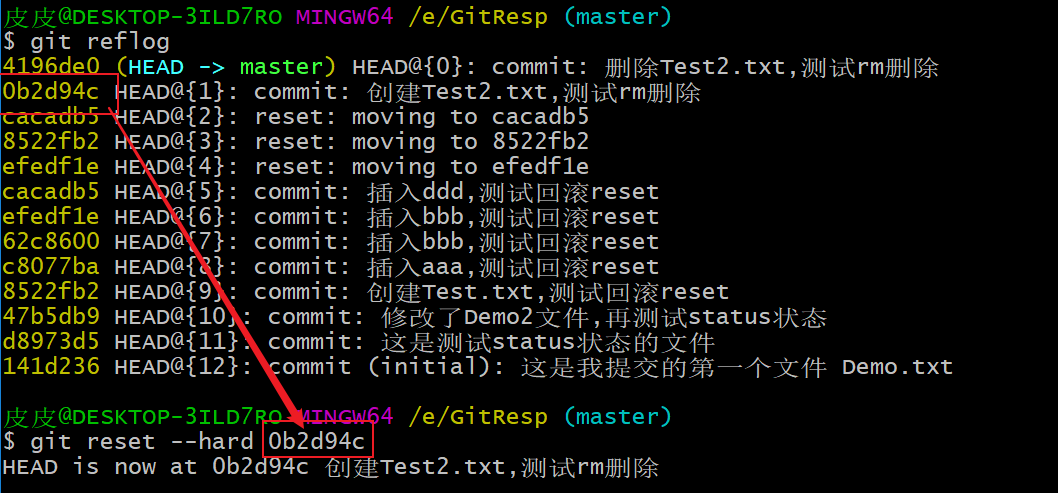 皮皮@DESKTOP-3ILD7RO MINGW64 /e/GitResp (master)
$ git reflog
4196de0 (HEAD -> master) HEAD@{0}: commit: 删除Test2.txt,测试rm删除
0b2d94c HEAD@{1}: commit: 创建Test2.txt,测试rm删除
cacadb5 HEAD@{2}: reset: moving to cacadb5
8522fb2 HEAD@{3}: reset: moving to 8522fb2
efedf1e HEAD@{4}: reset: moving to efedf1e
cacadb5 HEAD@{5}: commit: 插入ddd,测试回滚reset
efedf1e HEAD@{6}: commit: 插入bbb,测试回滚reset
62c8600 HEAD@{7}: commit: 插入bbb,测试回滚reset
c8077ba HEAD@{8}: commit: 插入aaa,测试回滚reset
8522fb2 HEAD@{9}: commit: 创建Test.txt,测试回滚reset
47b5db9 HEAD@{10}: commit: 修改了Demo2文件,再测试status状态
d8973d5 HEAD@{11}: commit: 这是测试status状态的文件
141d236 HEAD@{12}: commit (initial): 这是我提交的第一个文件 Demo.txt
皮皮@DESKTOP-3ILD7RO MINGW64 /e/GitResp (master)
$ git reset --hard 0b2d94c
HEAD is now at 0b2d94c 创建Test2.txt,测试rm删除